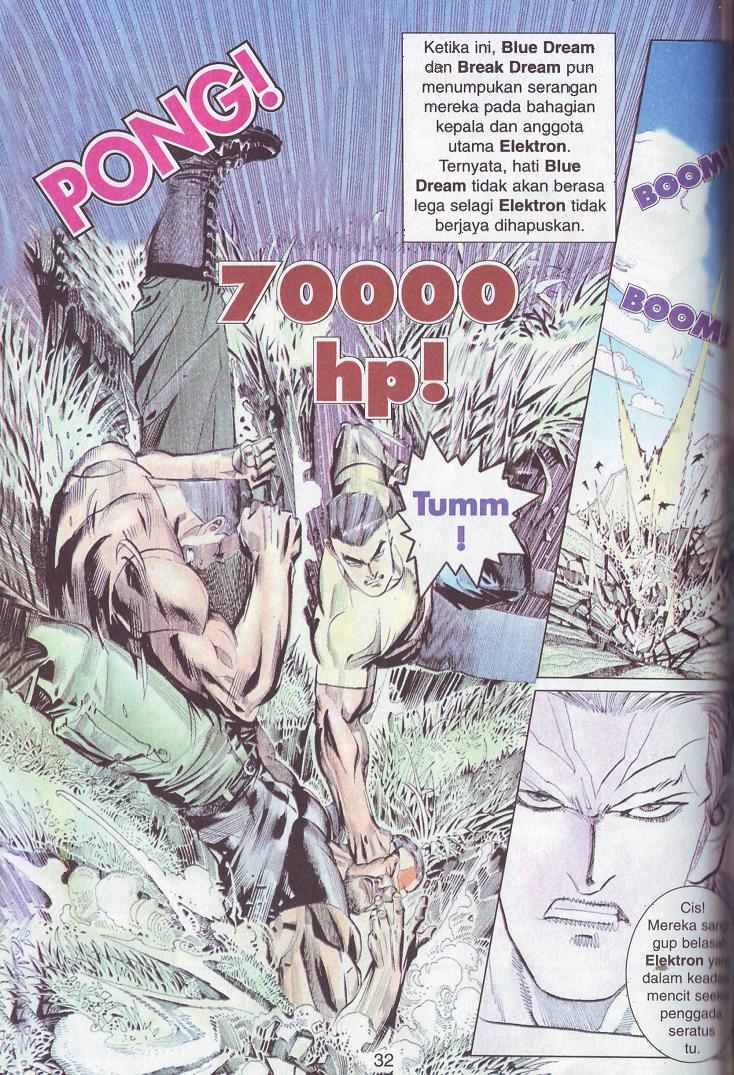 PONG!
Ketika ini, Blue Dream
dan Break Dream pun
menumpukan serangan
mereka pada bahagian
kepala dan anggota
utama Elektron.
Ternyata, hati Blue
Dream tidak akan berasa
lega selagi Elektron tidak
berjaya dihapuskan.
70000
hp!
Tumm
!
BOOM!
BOOM!
Cis!
Mereka
gup
Elektron
dalam
mencit
seratus
tu.
32